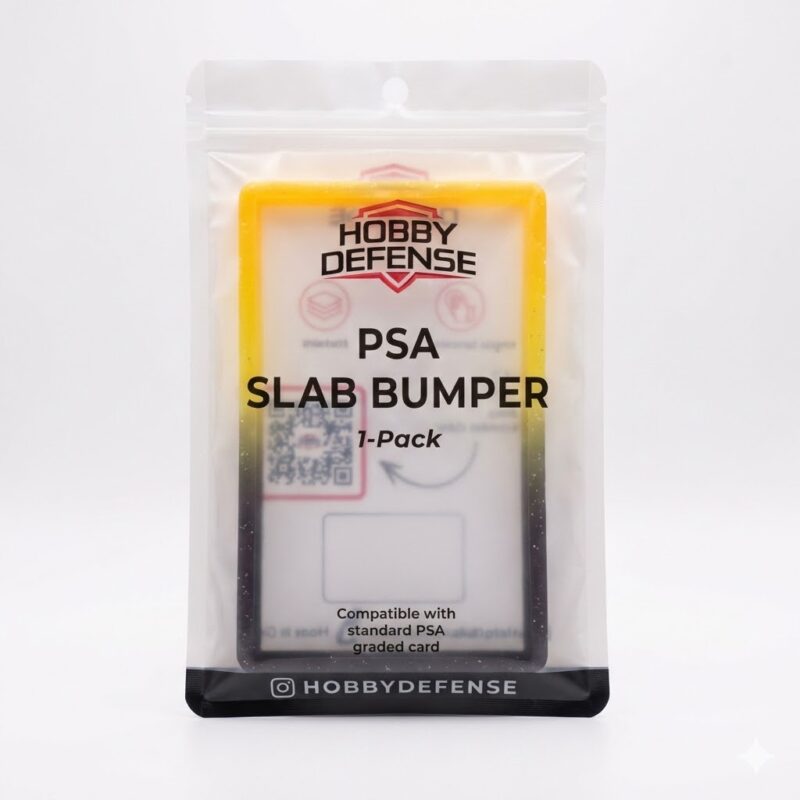 HOBBY
DEFENSE
PSA
SLAB BUMPER
1-Pack
Compatible with
standard PSA
graded card
HOBBYDEFENSE